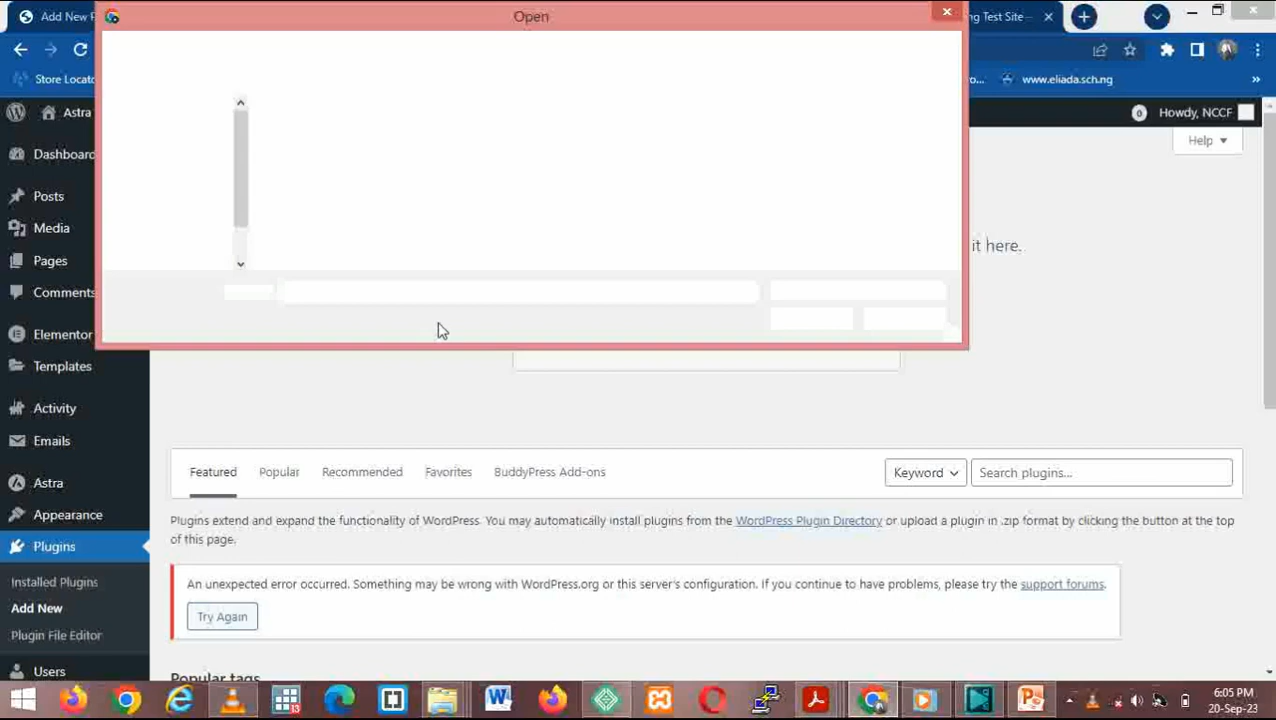 Add New P
Open
ng Test Site –
Store Locato
o...
www.eliada.sch.ng
»
Astra
0
Howdy, NCCF
Help
Dashboard
Posts
Media
it here.
Pages
Comments
Elementor
Templates
Activity
Emails
Featured
Popular
Recommended
Favorites
BuddyPress Add-ons
Keyword
Search plugins...
Astra
Appearance
Plugins extend and expand the functionality of WordPress. You may automatically install plugins from the WordPress Plugin Directory or upload a plugin in .zip format by clicking the button at the top
of this page.
Plugins
Installed Plugins
An unexpected error occurred. Something may be wrong with WordPress.org or this server's configuration. If you continue to have problems, please try the support forums.
Add New
Try Again
Plugin File Editor
Users
Popular tags
6:05 PM
20-Sep-23